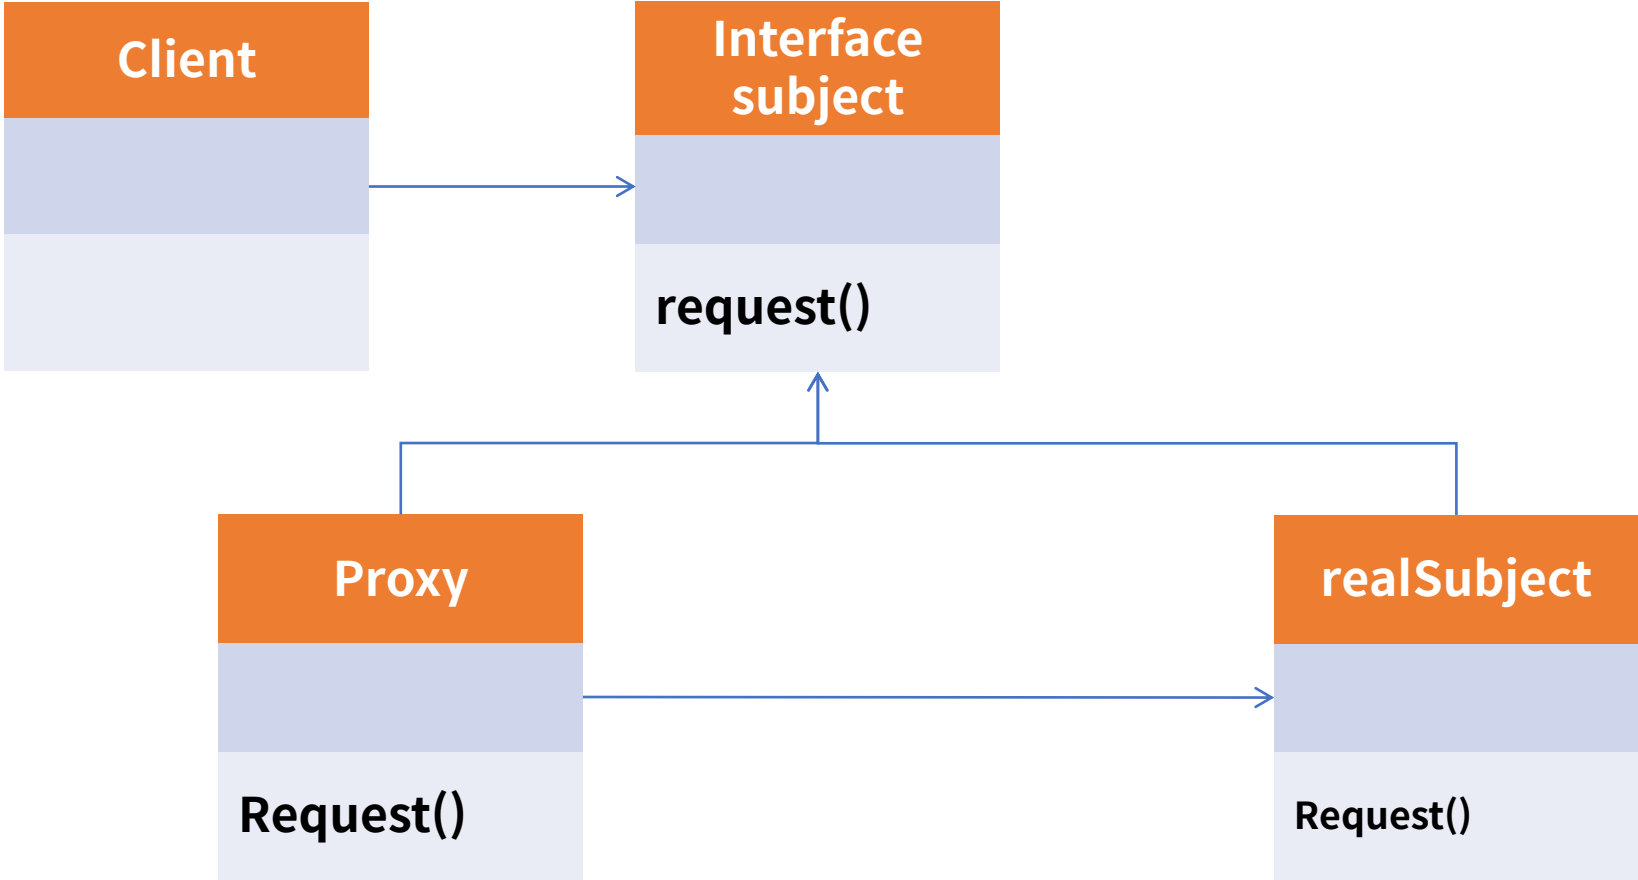 Client
Interface
subject
request()
Proxy
realSubject
Request()
Request()